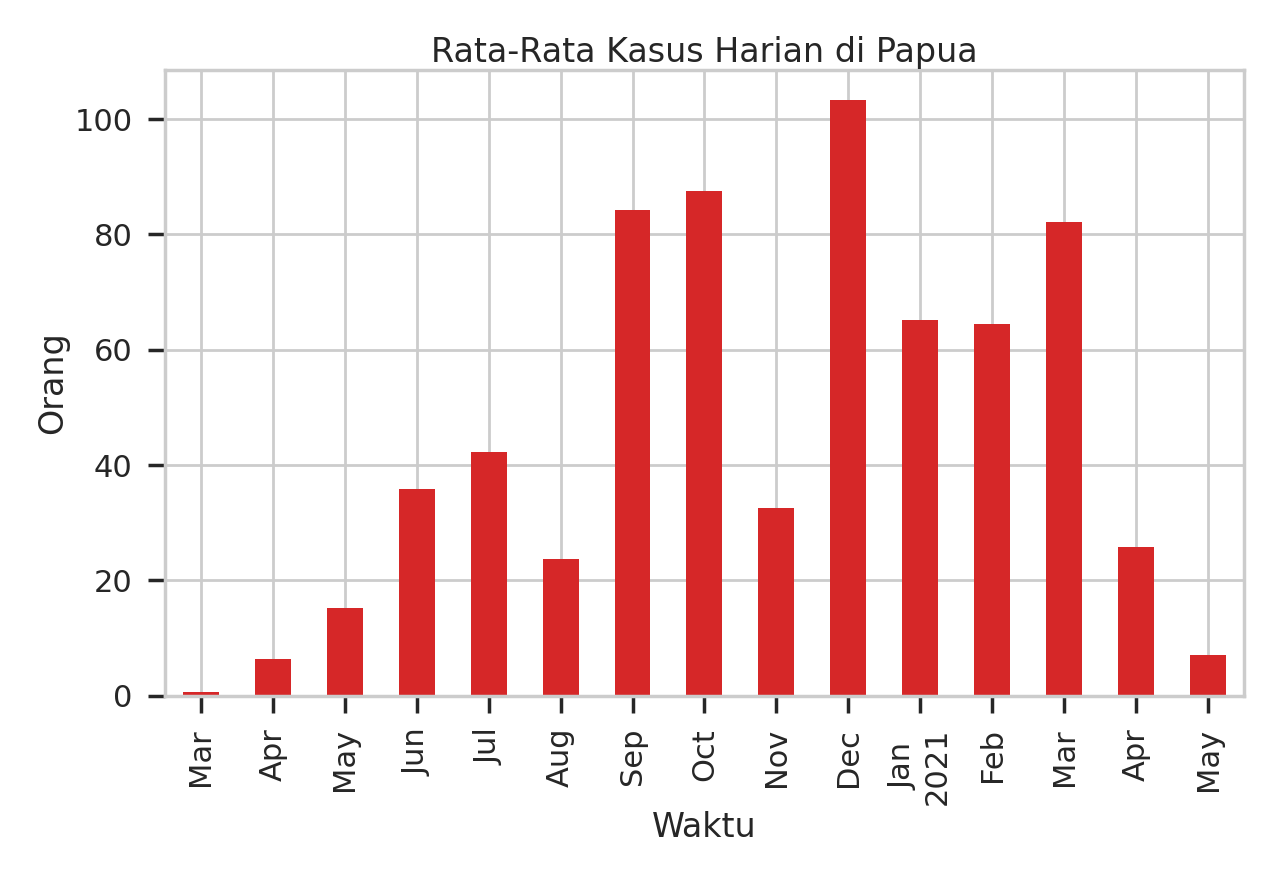 Rata-Rata Kasus Harian di Papua
Orang
100
80
60
40
20
0
Mar
Apr
May
Jun
Jul
Aug
Sep
Oct
Nov
Dec
Jan
2021
Feb
Mar
Apr
May
Waktu